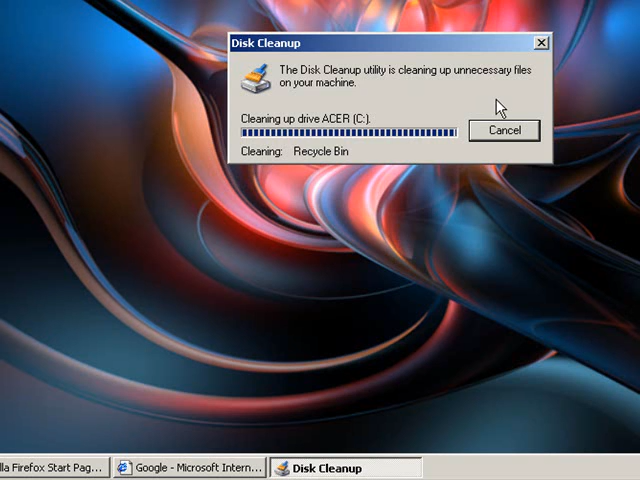 Disk Cleanup
The Disk Cleanup utility is cleaning up unnecessary files
on your machine.
Cleaning up drive ACER (C:).
Cancel
Cleaning: Recycle Bin
lla Firefox Start Pag...
Google - Microsoft Intern...
Disk Cleanup